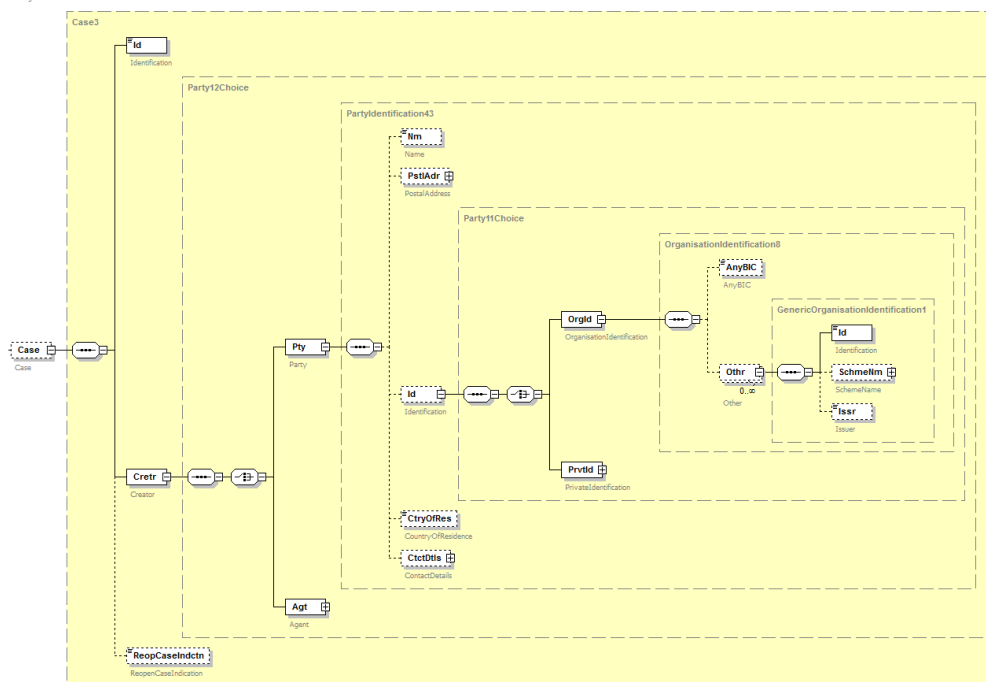 Case3
Id
Identification
Party12Choice
PartyIdentification43
Nm
Name
PstlAdr
PostalAddress
Party11Choice
OrganisationIdentification8
AnyBIC
AnyBIC
GenericOrganisationIdentification1
OrgId
OrganisationIdentification
Id
Identification
Case
Case
Pty
Party
Othr
0..∞
Other
SchmeNm
SchemeName
Id
Identification
Issr
Issuer
Cretr
Creator
PrvtId
PrivateIdentification
CtryOfRes
CountryOfResidence
CtctDtls
ContactDetails
Agt
Agent
ReopCaseIndctn
ReopenCaseIndication